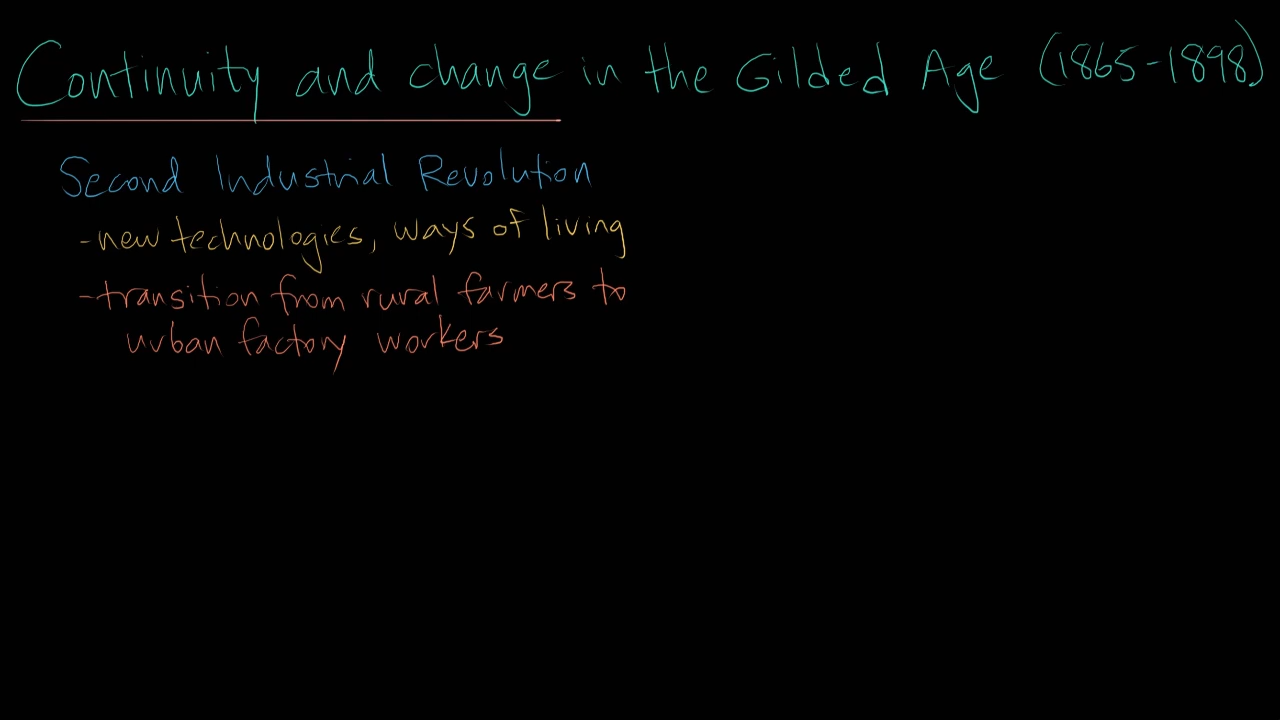 Continuity and change in the Gilded Age (1865-1898)
Second Industrial Revolution
-new technologies, ways of living
-transition from rural farmers to
urban factory workers